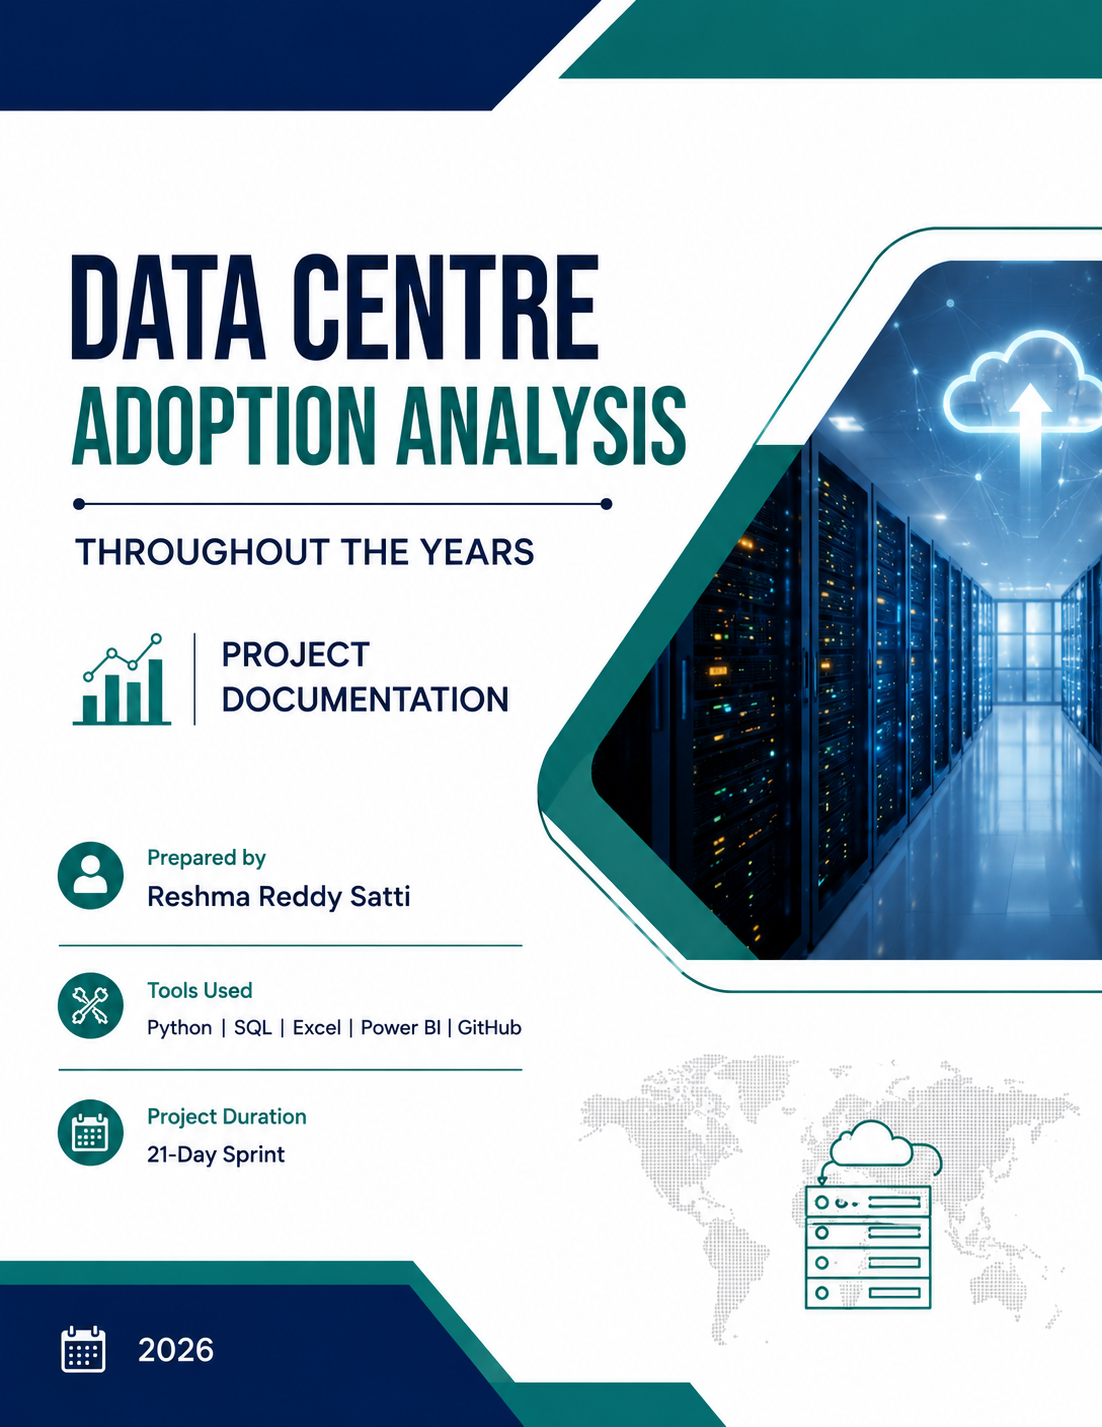 DATA CENTRE
ADOPTION ANALYSIS
THROUGHOUT THE YEARS
PROJECT
DOCUMENTATION
Prepared by
Reshma Reddy Satti
Tools Used
Python | SQL | Excel | Power BI | GitHub
Project Duration
21-Day Sprint
2026